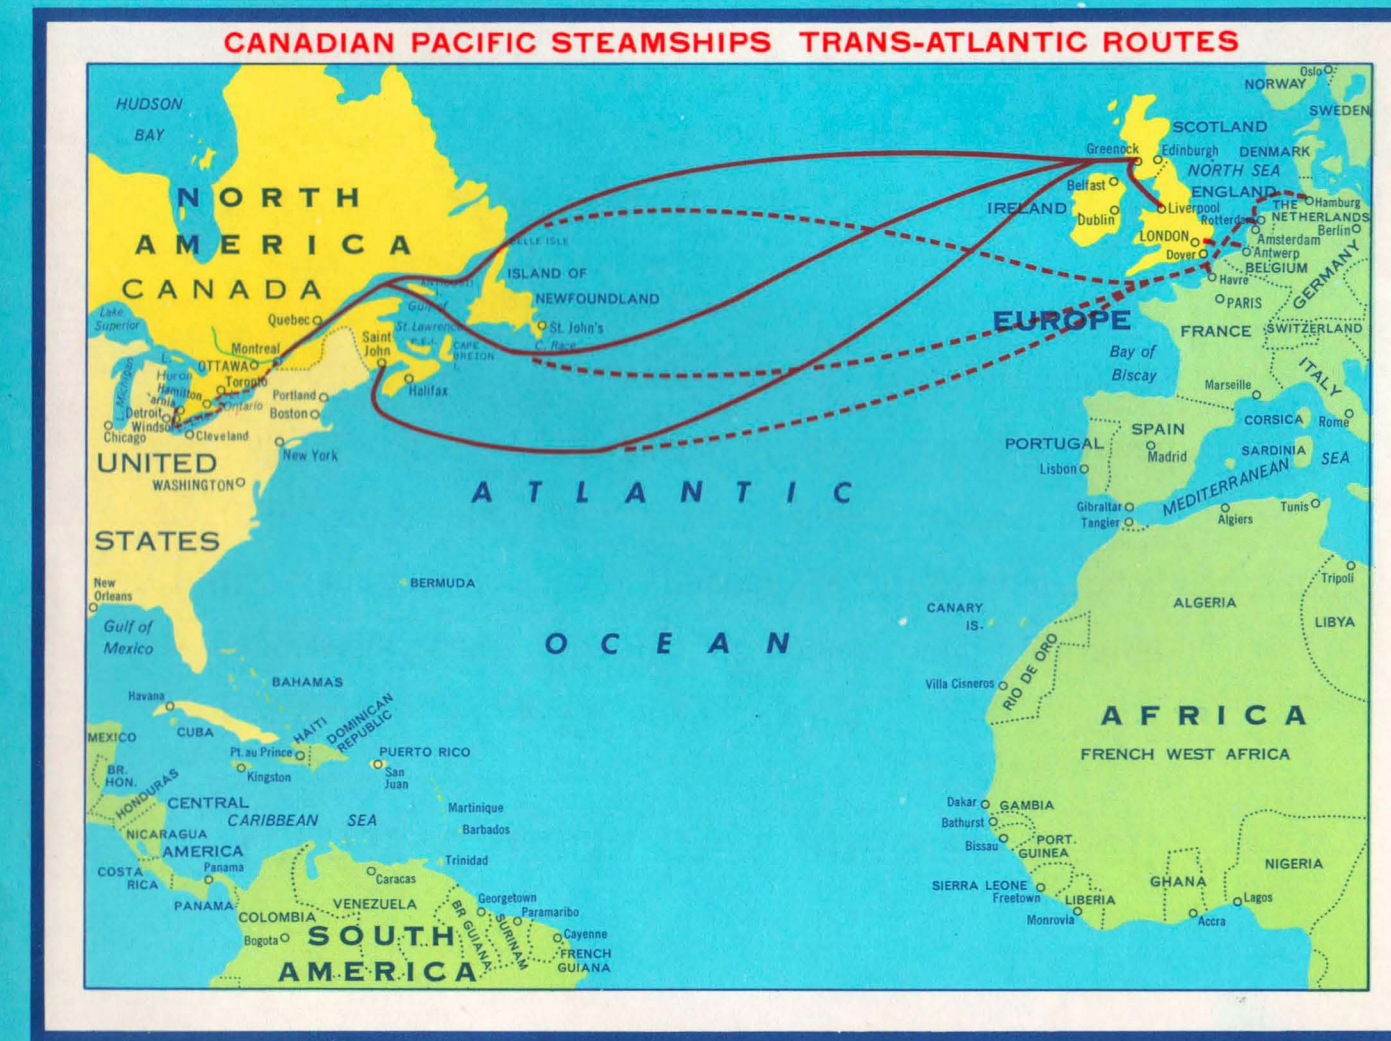 CANADIAN PACIFIC STEAMSHIPS TRANS-ATLANTIC ROUTES
HUDSON
BAY
NORTH
AMERICA
CANADA
Lake
Superior
L. Michigan
L.
Huron
Hamilton
Toronto
Ontario
Detroit
Windsor
Chicago
Cleveland
OTTAWA
Montreal
Quebec
Saint
John
Halifax
Portland
Boston
New York
UNITED
WASHINGTON
STATES
New
Orleans
Gulf of
Mexico
BELLE ISLE
ANTICOSTI
Gulf of
St. Lawrence
P.E.I.
CAPE
BRETON
I.
ISLAND OF
NEWFOUNDLAND
St. John's
C. Race
ATLANTIC
OCEAN
BERMUDA
BAHAMAS
Havana
CUBA
HAITI
DOMINICAN
REPUBLIC
Pt. au Prince
Kingston
PUERTO RICO
San
Juan
MEXICO
BR.
HON.
HONDURAS
CENTRAL
AMERICA
CARIBBEAN SEA
NICARAGUA
COSTA
RICA
Panama
PANAMA
Martinique
Barbados
Trinidad
Caracas
VENEZUELA
COLOMBIA
Bogota
SOUTH
AMERICA
BR GUIANA
SURINAM
Georgetown
Paramaribo
Cayenne
FRENCH
GUIANA
Oslo
NORWAY
SWEDEN
SCOTLAND
Greenock
Edinburgh
DENMARK
NORTH SEA
Belfast
IRELAND
Dublin
ENGLAND
Liverpool
LONDON
Dover
Hamburg
THE
NETHERLANDS
Rotterdam
Berlin
Amsterdam
Antwerp
BELGIUM
GERMANY
Havre
PARIS
EUROPE
FRANCE
SWITZERLAND
Bay of
Biscay
ITALY
Marseille
CORSICA
Rome
SPAIN
Madrid
PORTUGAL
Lisbon
SARDINIA
MEDITERRANEAN SEA
Gibraltar
Tangier
Algiers
Tunis
Tripoli
ALGERIA
LIBYA
CANARY
IS.
RIO DE ORO
Villa Cisneros
AFRICA
FRENCH WEST AFRICA
Dakar
GAMBIA
Bathurst
Bissau
PORT.
GUINEA
SIERRA LEONE
Freetown
LIBERIA
Monrovia
GHANA
Accra
NIGERIA
Lagos